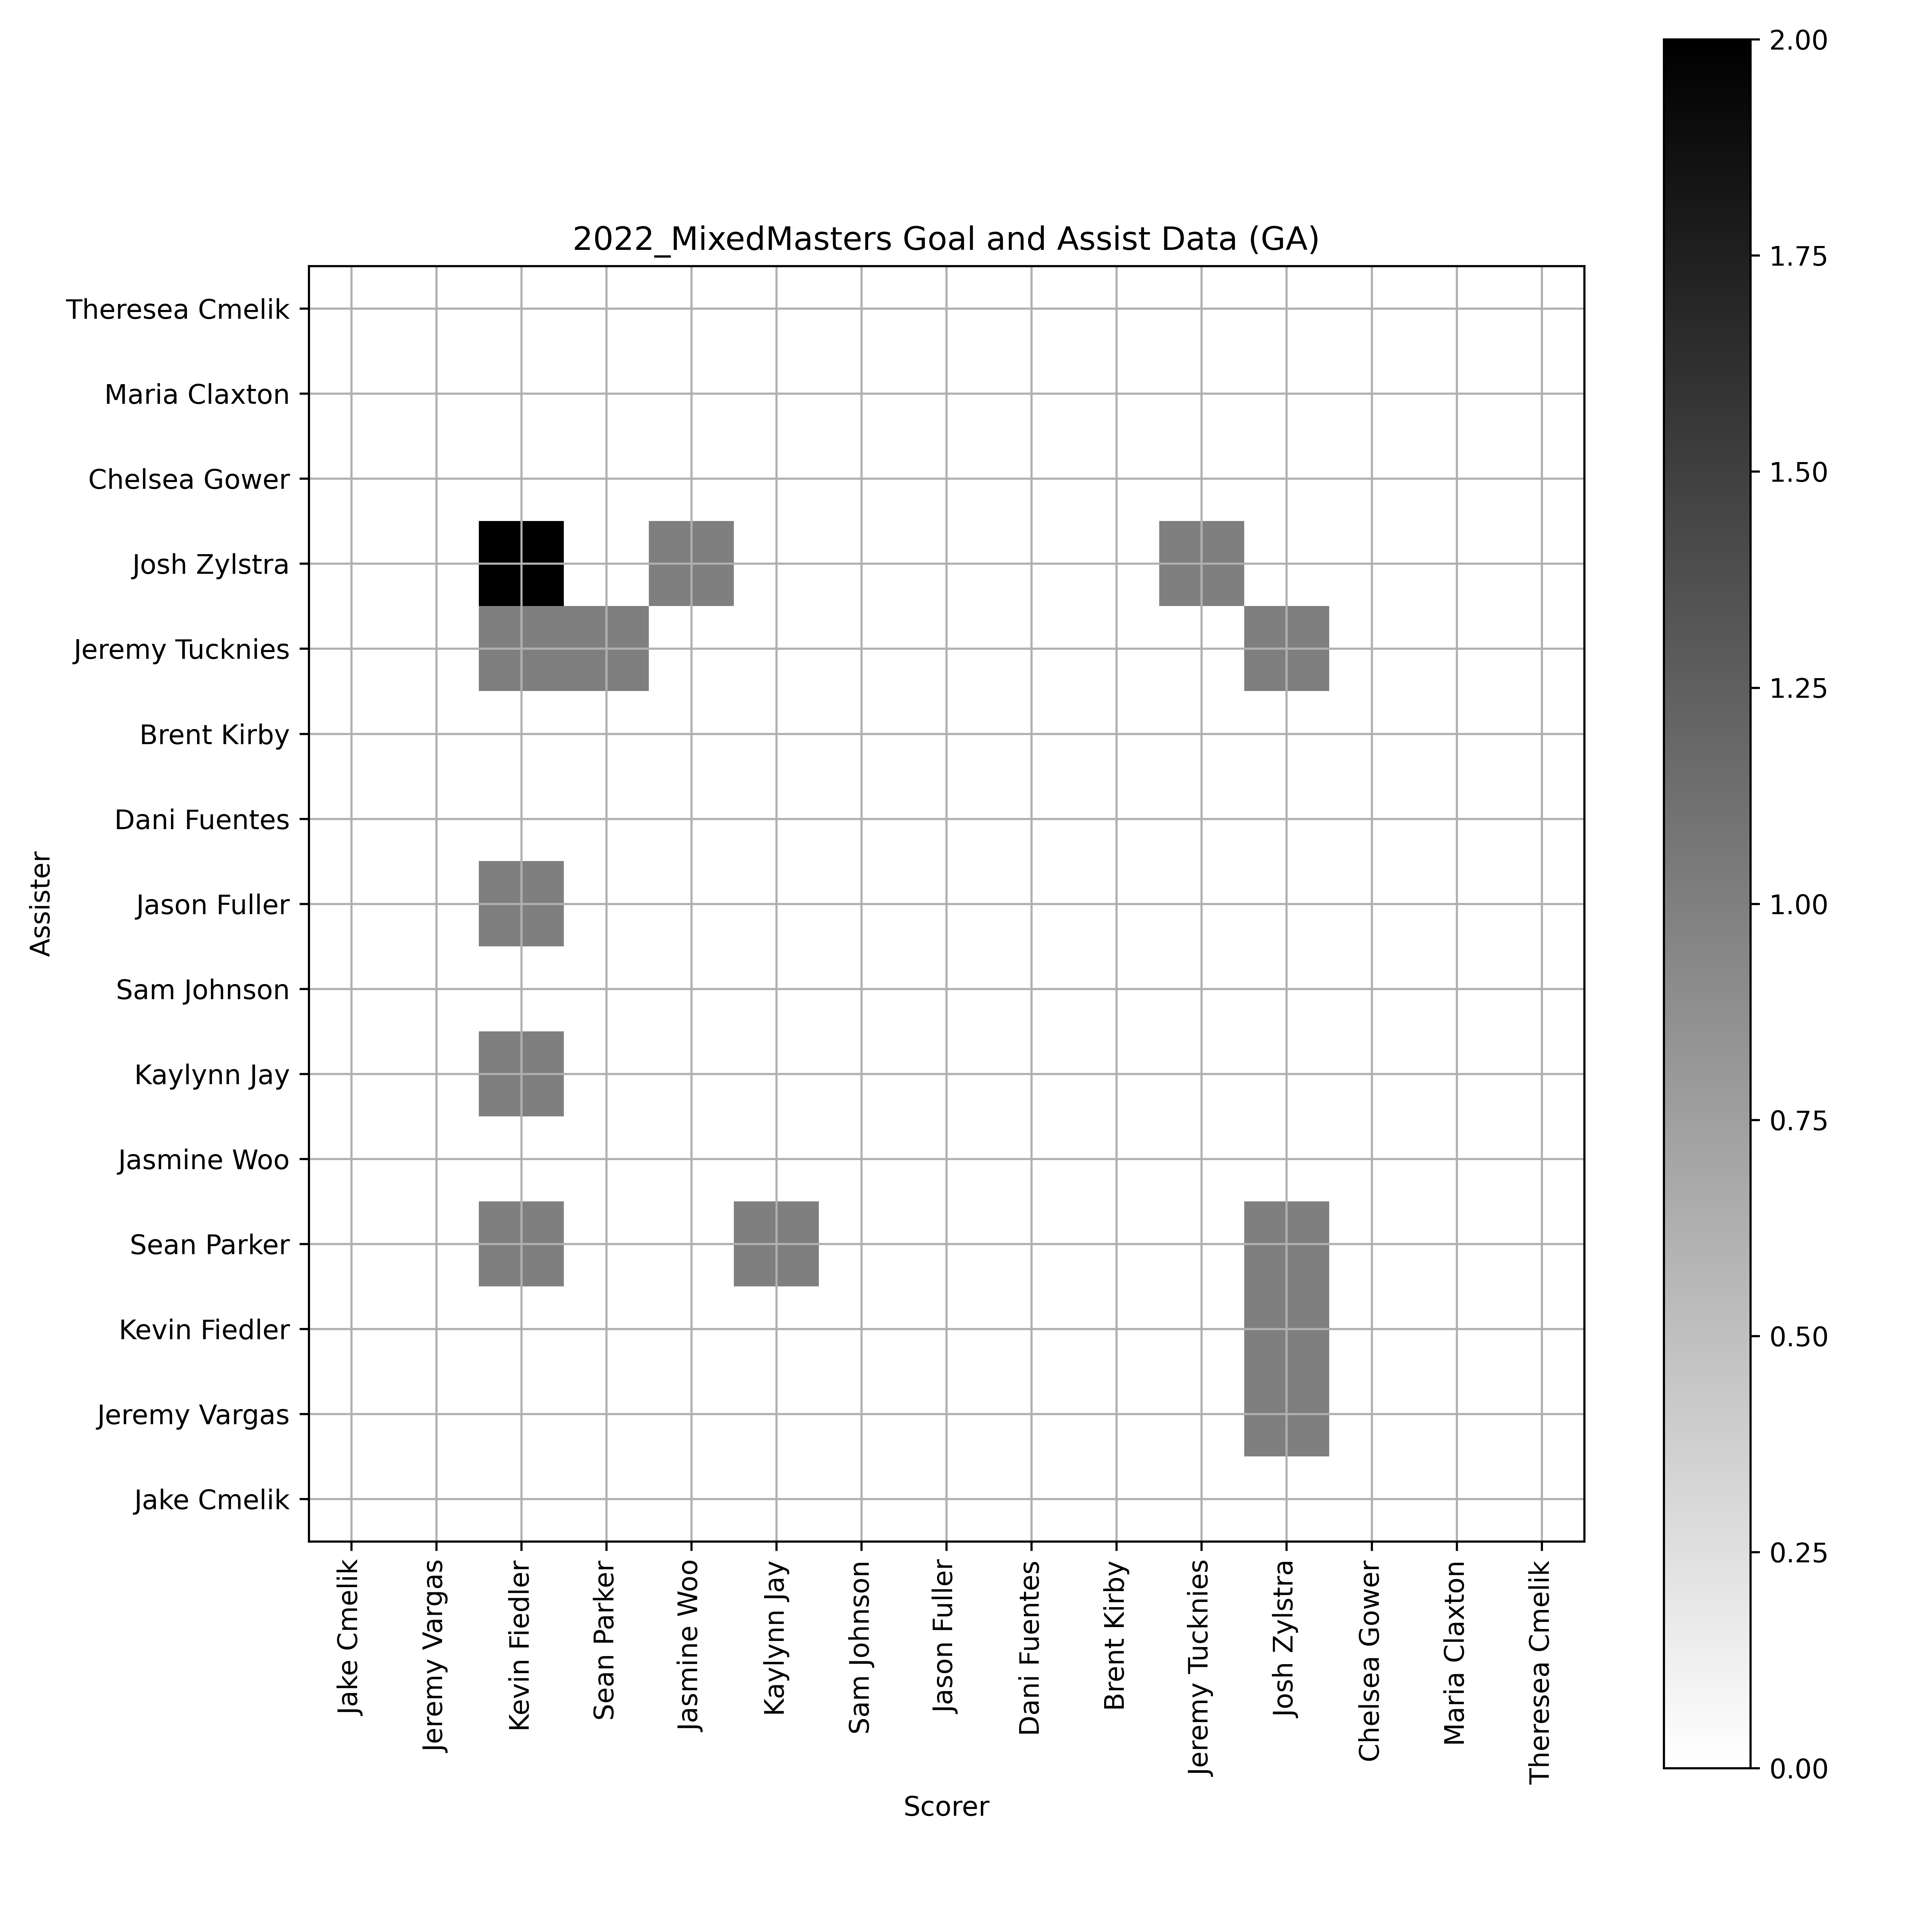 2022_MixedMasters Goal and Assist Data (GA)
Theresea Cmelik
Maria Claxton
Chelsea Gower
Josh Zylstra
Jeremy Tucknies
Brent Kirby
Dani Fuentes
Jason Fuller
Sam Johnson
Kaylynn Jay
Jasmine Woo
Sean Parker
Kevin Fiedler
Jeremy Vargas
Jake Cmelik
Assister
Jake Cmelik
Jeremy Vargas
Kevin Fiedler
Sean Parker
Jasmine Woo
Kaylynn Jay
Sam Johnson
Jason Fuller
Dani Fuentes
Brent Kirby
Jeremy Tucknies
Josh Zylstra
Chelsea Gower
Maria Claxton
Theresea Cmelik
Scorer
2.00
1.75
1.50
1.25
1.00
0.75
0.50
0.25
0.00